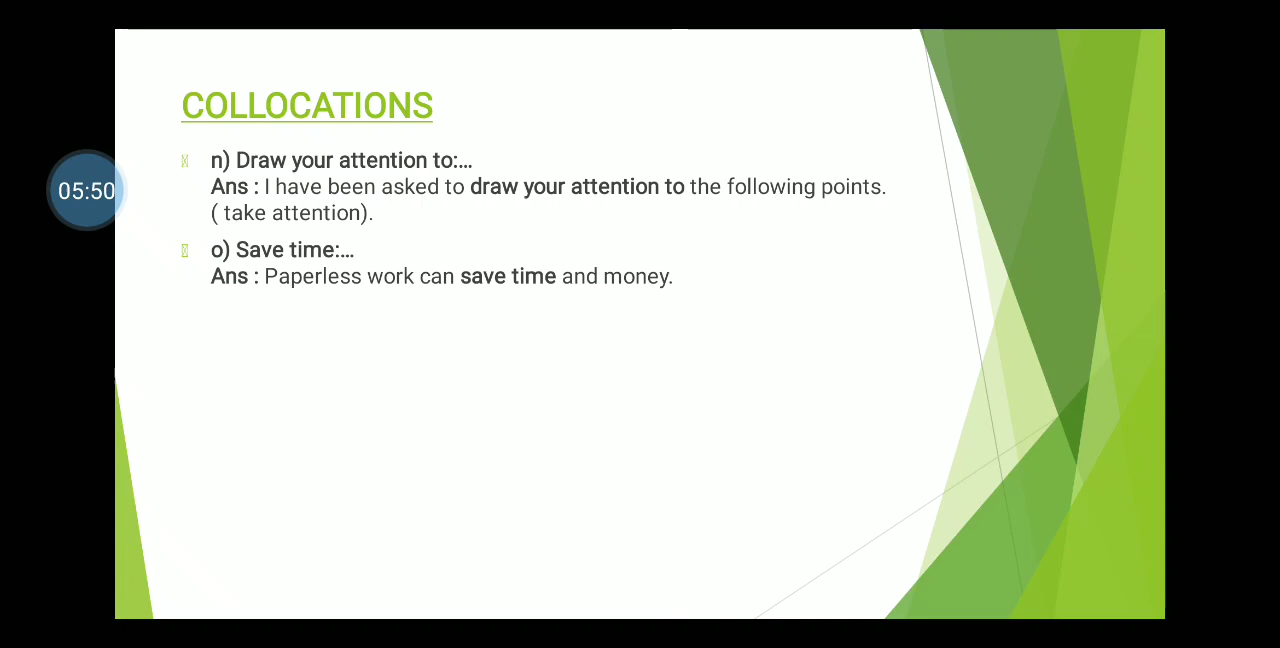 COLLOCATIONS
n) Draw your attention to:...
Ans : I have been asked to draw your attention to the following points.
( take attention).
05:50
o) Save time:...
Ans : Paperless work can save time and money.